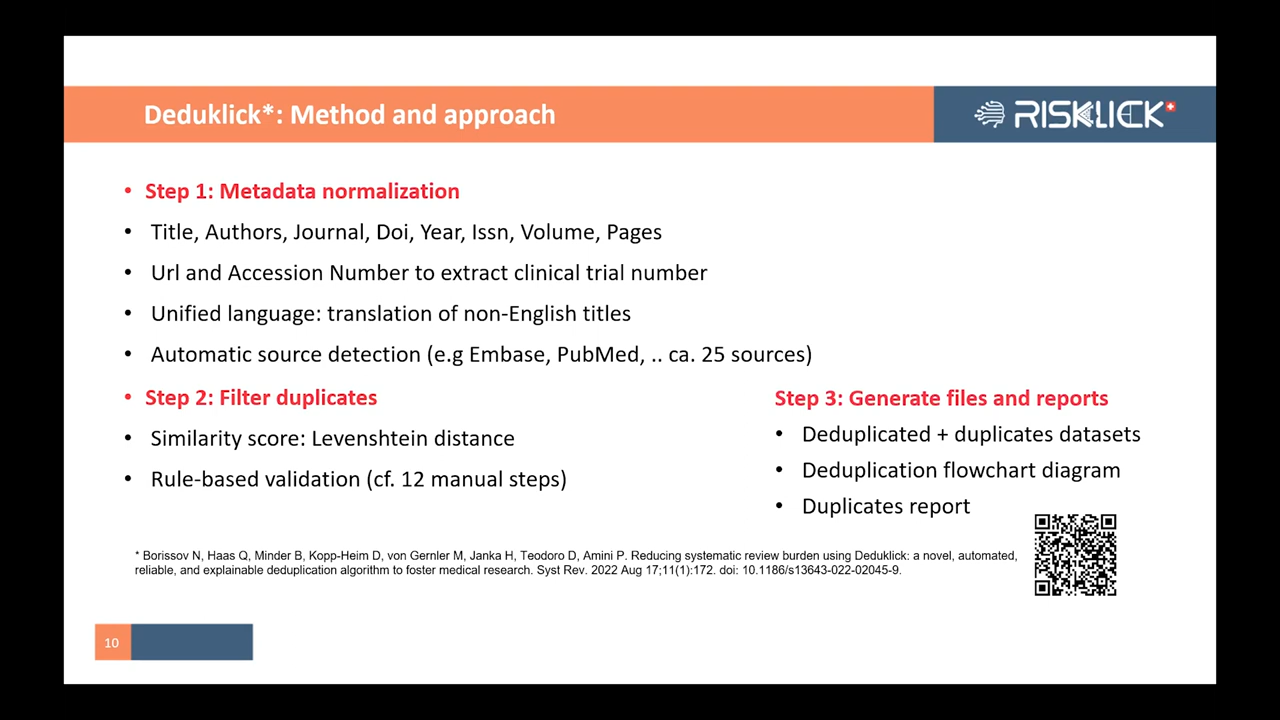 Deduklick*: Method and approach
RISKLICK
• Step 1: Metadata normalization
• Title, Authors, Journal, Doi, Year, Issn, Volume, Pages
• Url and Accession Number to extract clinical trial number
• Unified language: translation of non-English titles
• Automatic source detection (e.g Embase, PubMed, .. ca. 25 sources)
• Step 2: Filter duplicates
• Similarity score: Levenshtein distance
• Rule-based validation (cf. 12 manual steps)
Step 3: Generate files and reports
• Deduplicated + duplicates datasets
• Deduplication flowchart diagram
• Duplicates report
* Borissov N, Haas Q, Minder B, Kopp-Heim D, von Gernler M, Janka H, Teodoro D, Amini P. Reducing systematic review burden using Deduklick: a novel, automated,
reliable, and explainable deduplication algorithm to foster medical research. Syst Rev. 2022 Aug 17;11(1):172. doi: 10.1186/s13643-022-02045-9.
10